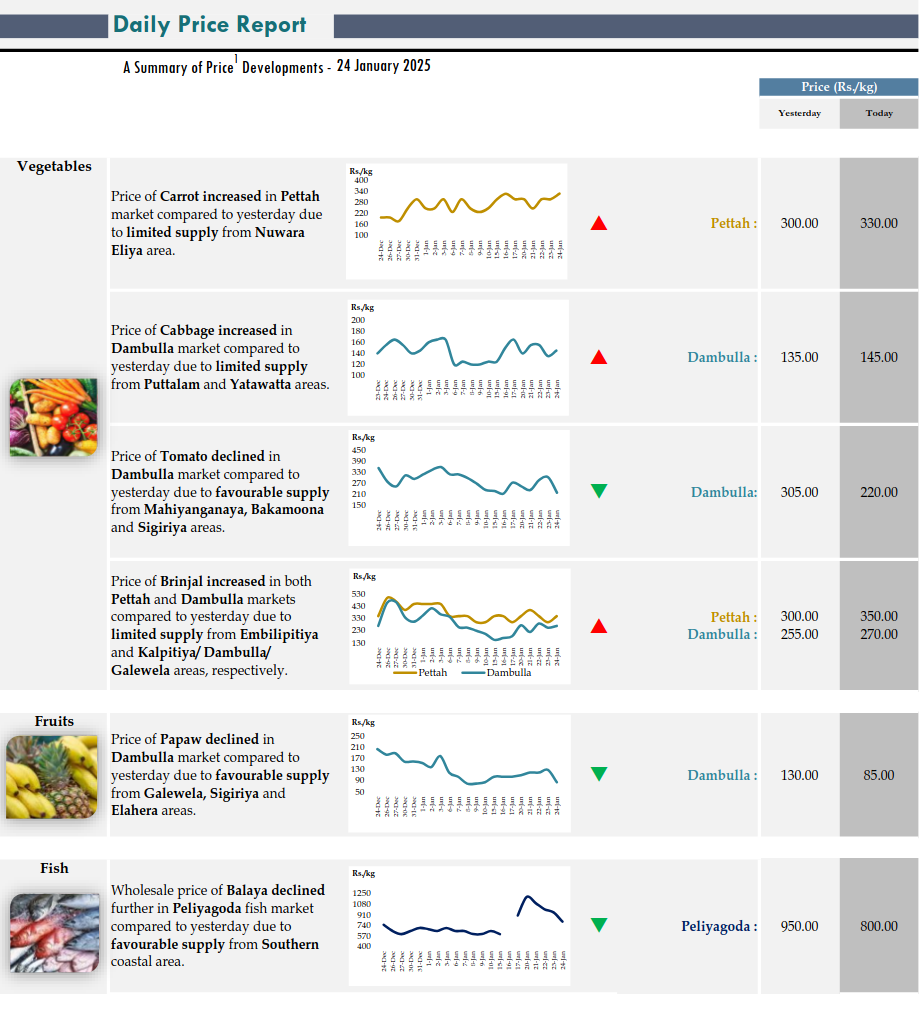 Daily Price Report
A Summary of Price1 Developments - 24 January 2025
Price (Rs./kg)
Yesterday Today
Vegetables
Price of Carrot increased in Pettah
market compared to yesterday due
to limited supply from Nuwara
Eliya area.
Rs./kg
400
340
280
220
160
100
24-Dec 26-Dec 27-Dec 30-Dec 31-Dec 1-Jan 2-Jan 3-Jan 6-Jan 7-Jan 8-Jan 9-Jan 10-Jan 15-Jan 16-Jan 17-Jan 20-Jan 21-Jan 22-Jan 23-Jan 24-Jan
Pettah : 300.00 330.00
Price of Cabbage increased in
Dambulla market compared to
yesterday due to limited supply
from Puttalam and Yatawatta areas.
Rs./kg
200
180
160
140
120
100
23-Dec 24-Dec 26-Dec 27-Dec 30-Dec 31-Dec 1-Jan 2-Jan 3-Jan 6-Jan 7-Jan 8-Jan 9-Jan 10-Jan 15-Jan 16-Jan 17-Jan 20-Jan 21-Jan 22-Jan 23-Jan 24-Jan
Dambulla : 135.00 145.00
Price of Tomato declined in
Dambulla market compared to
yesterday due to favourable supply
from Mahiyanganaya, Bakamoona
and Sigiriya areas.
Rs./kg
450
390
330
270
210
150
24-Dec 26-Dec 27-Dec 30-Dec 31-Dec 1-Jan 2-Jan 3-Jan 6-Jan 7-Jan 8-Jan 9-Jan 10-Jan 15-Jan 16-Jan 17-Jan 20-Jan 21-Jan 22-Jan 23-Jan 24-Jan
Dambulla: 305.00 220.00
Price of Brinjal increased in both
Pettah and Dambulla markets
compared to yesterday due to
limited supply from Embilipitiya
and Kalpitiya/ Dambulla/
Galewela areas, respectively.
Rs./kg
530
430
330
230
130
24-Dec 26-Dec 27-Dec 30-Dec 31-Dec 1-Jan 2-Jan 3-Jan 6-Jan 7-Jan 8-Jan 9-Jan 10-Jan 15-Jan 16-Jan 17-Jan 20-Jan 21-Jan 22-Jan 23-Jan 24-Jan
Pettah Dambulla
Pettah : 300.00 350.00
Dambulla : 255.00 270.00
Fruits
Price of Papaw declined in
Dambulla market compared to
yesterday due to favourable supply
from Galewela, Sigiriya and
Elahera areas.
Rs./kg
250
210
170
130
90
50
24-Dec 26-Dec 27-Dec 30-Dec 31-Dec 1-Jan 2-Jan 3-Jan 6-Jan 7-Jan 8-Jan 9-Jan 10-Jan 15-Jan 16-Jan 17-Jan 20-Jan 21-Jan 22-Jan 23-Jan 24-Jan
Dambulla : 130.00 85.00
Fish
Wholesale price of Balaya declined
further in Peliyagoda fish market
compared to yesterday due to
favourable supply from Southern
coastal area.
Rs./kg
1250
1080
910
740
570
400
24-Dec 26-Dec 27-Dec 30-Dec 31-Dec 1-Jan 2-Jan 3-Jan 6-Jan 7-Jan 8-Jan 9-Jan 10-Jan 15-Jan 16-Jan 17-Jan 20-Jan 21-Jan 22-Jan 23-Jan 24-Jan
Peliyagoda : 950.00 800.00